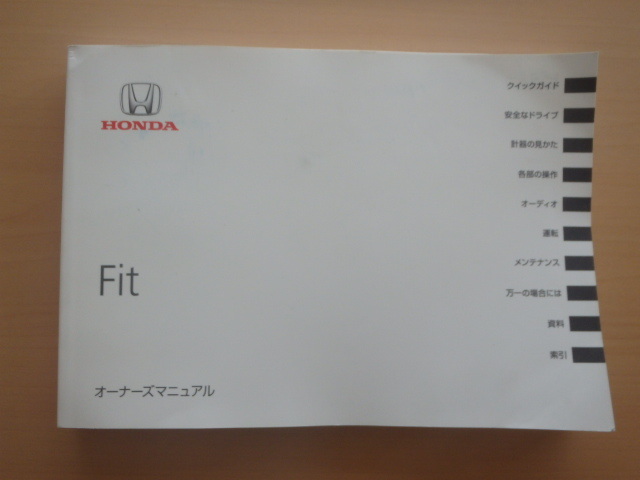 HONDA
Fit
オーナーズマニュアル
クイックガイド
安全なドライブ
計器の見かた
各部の操作
オーディオ
運転
メンテナンス
万一の場合には
資料
索引